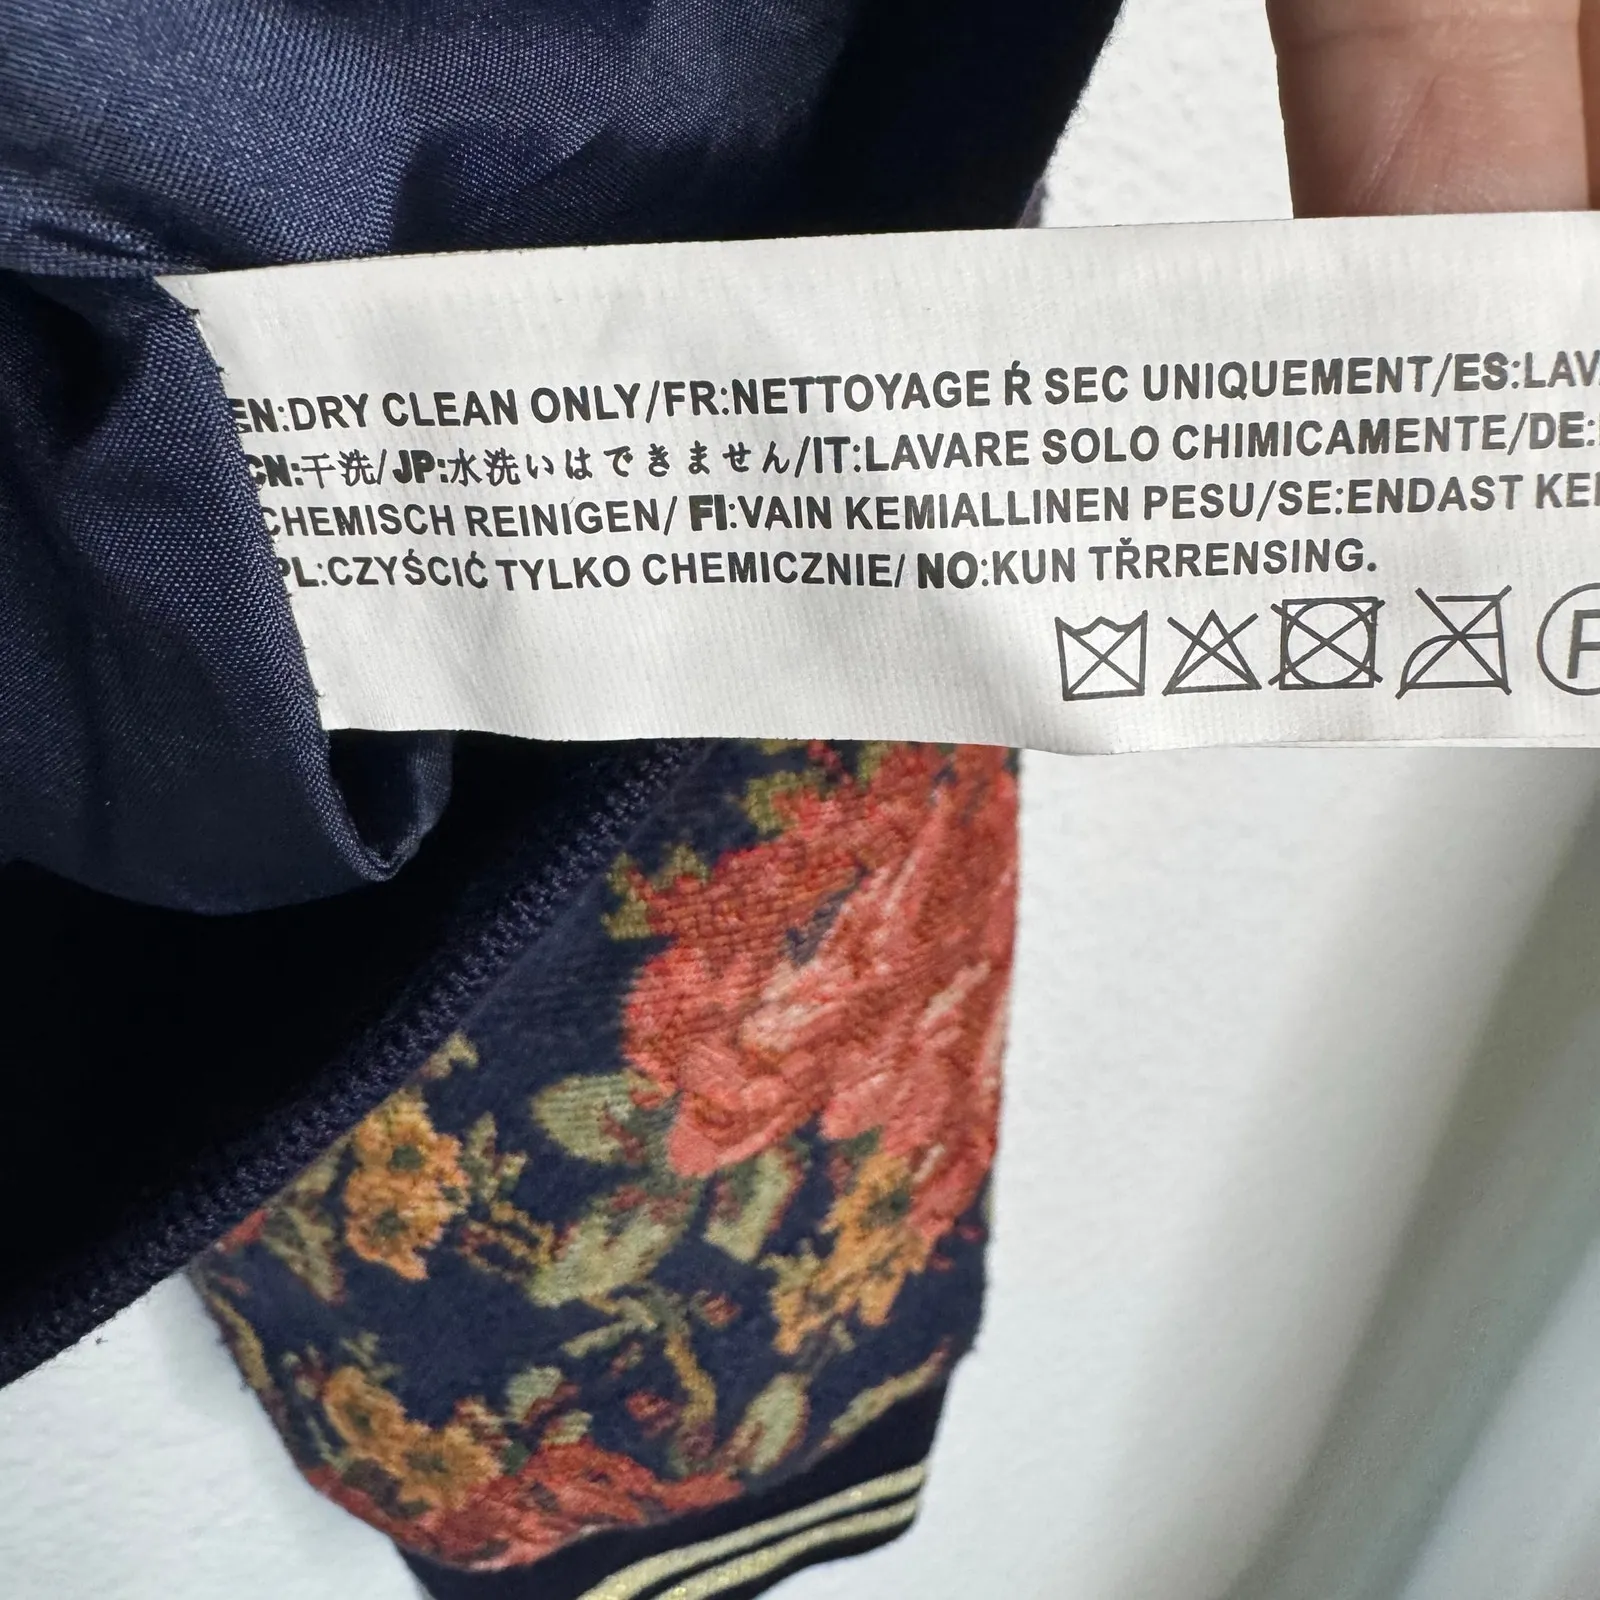 EN:DRY CLEAN ONLY/FR:NETTOYAGE Ŕ SEC UNIQUEMENT/ES:LAVA
CN:干洗/JP:水洗いはできません/IT:LAVARE SOLO CHIMICAMENTE/DE:
CHEMISCH REINIGEN/ FI:VAIN KEMIALLINEN PESU/SE:ENDAST KE
PL:CZYŚCIĆ TYLKO CHEMICZNIE/ NO:KUN TŘRRRENSING.
F